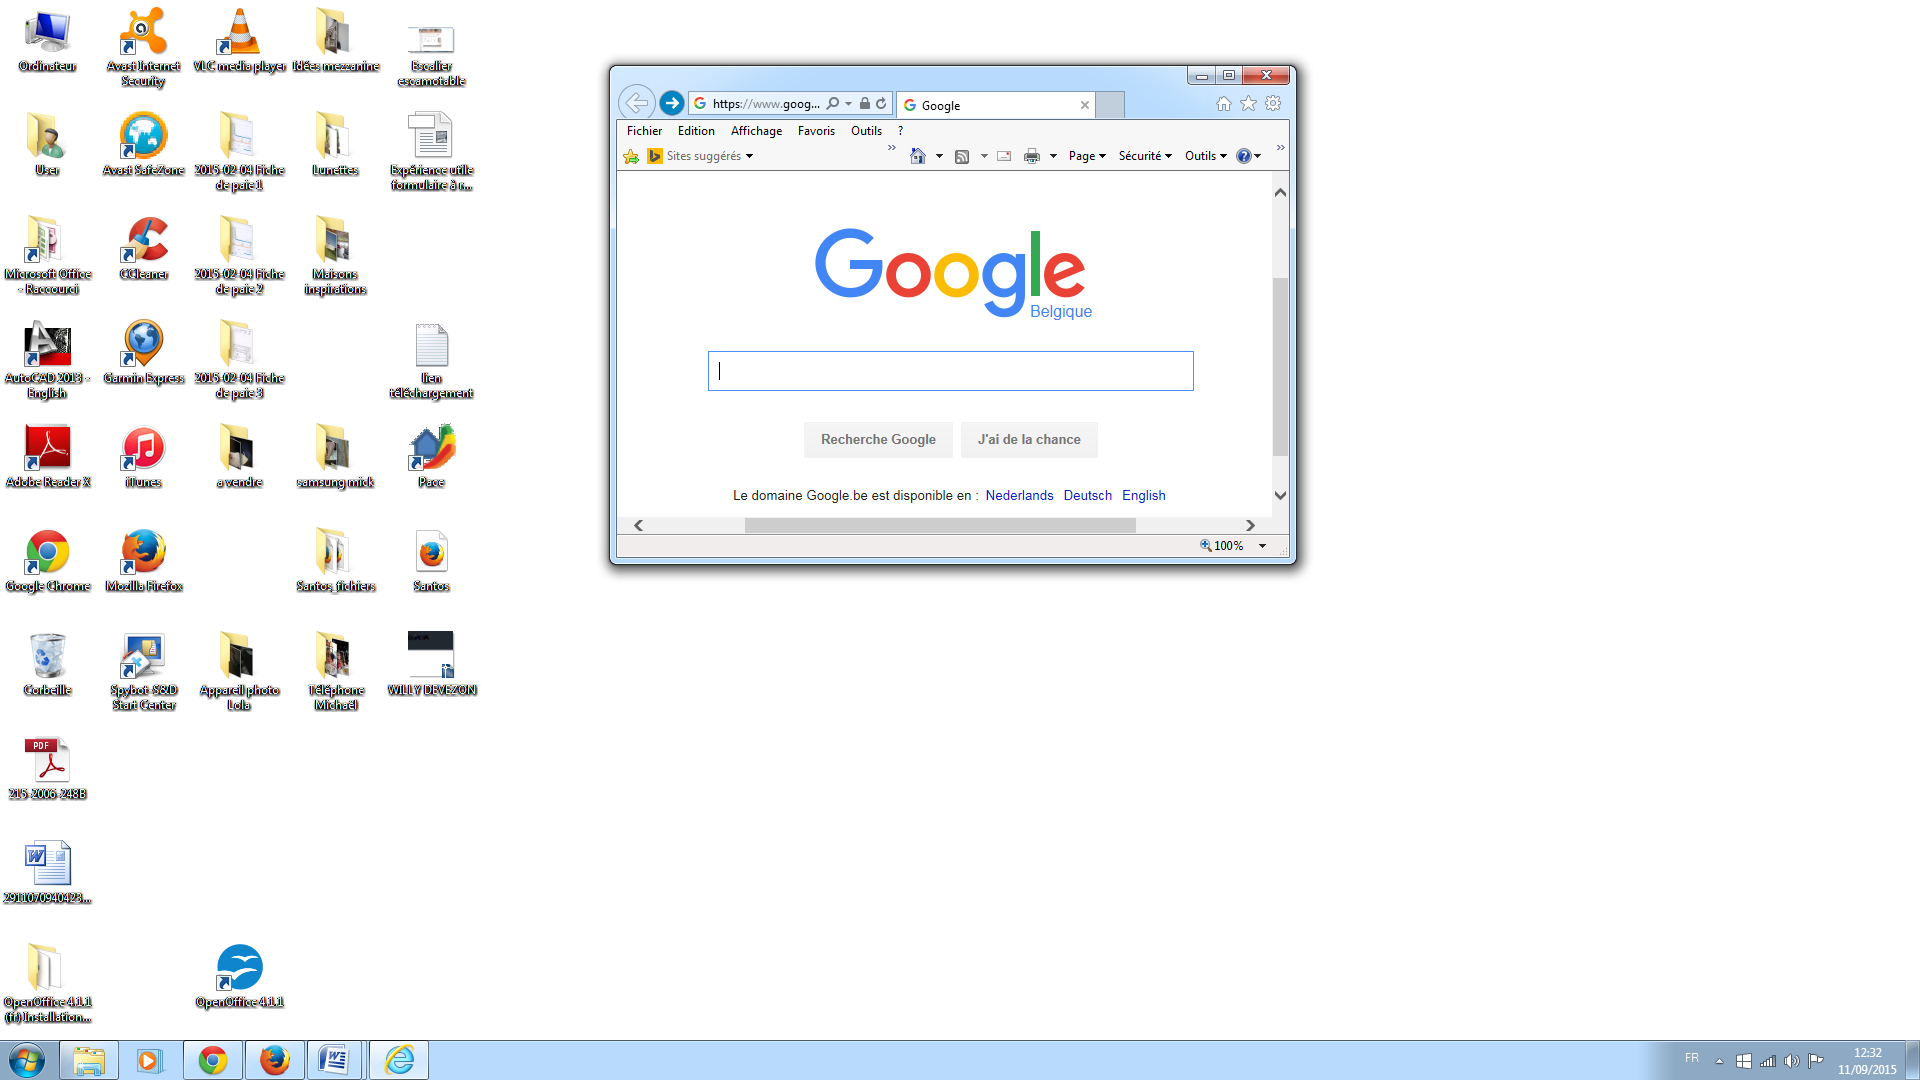 Ordinateur
Avast Internet
Security
VLC media player
Idées mezzanine
Escalier
escamotable
User
Avast SafeZone
2015-02-04 Fiche
de paie 1
Lunettes
Expérience utile
formulaire à r...
Microsoft Office
- Raccourci
CCleaner
2015-02-04 Fiche
de paie 2
Maisons
inspirations
AutoCAD 2013 -
English
Garmin Express
2015-02-04 Fiche
de paie 3
lien
téléchargement
Adobe Reader X
iTunes
a vendre
samsung mick
Pace
Google Chrome
Mozilla Firefox
Santos_fichiers
Santos
Corbeille
Spybot-S&D
Start Center
Appareil photo
Lola
Téléphone
Michaël
WILLY DEVEZON
PDF
215-2006-248B
2911070940423...
OpenOffice 4.1.1
(fr) Installation...
OpenOffice 4.1.1
https://www.goog...
Google
Fichier Edition Affichage Favoris Outils ?
Sites suggérés
Page Sécurité Outils
Google
Belgique
Recherche Google
J'ai de la chance
Le domaine Google.be est disponible en : Nederlands Deutsch English
100%
FR
12:32
11/09/2015